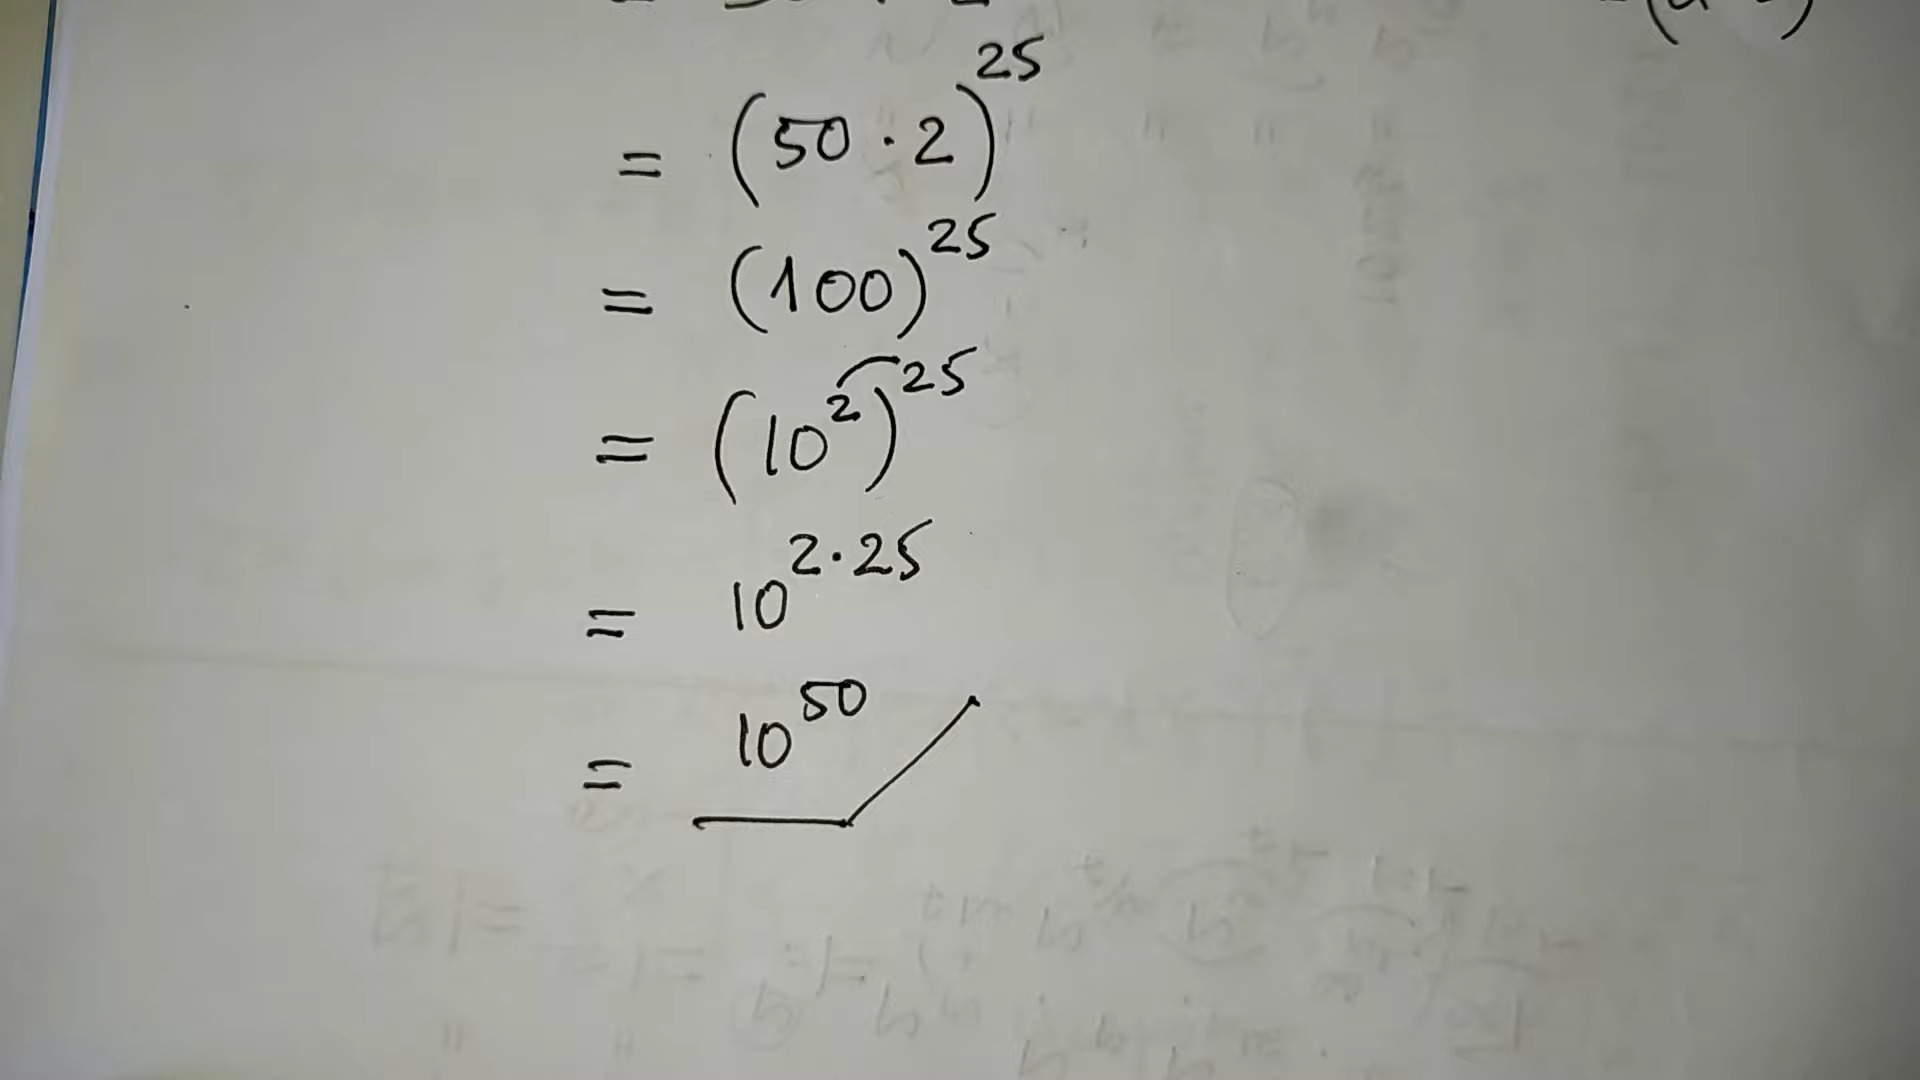 = (50 · 2)^25
= (100)^25
= (10^2)^25
= 10^2·25
= 10^50